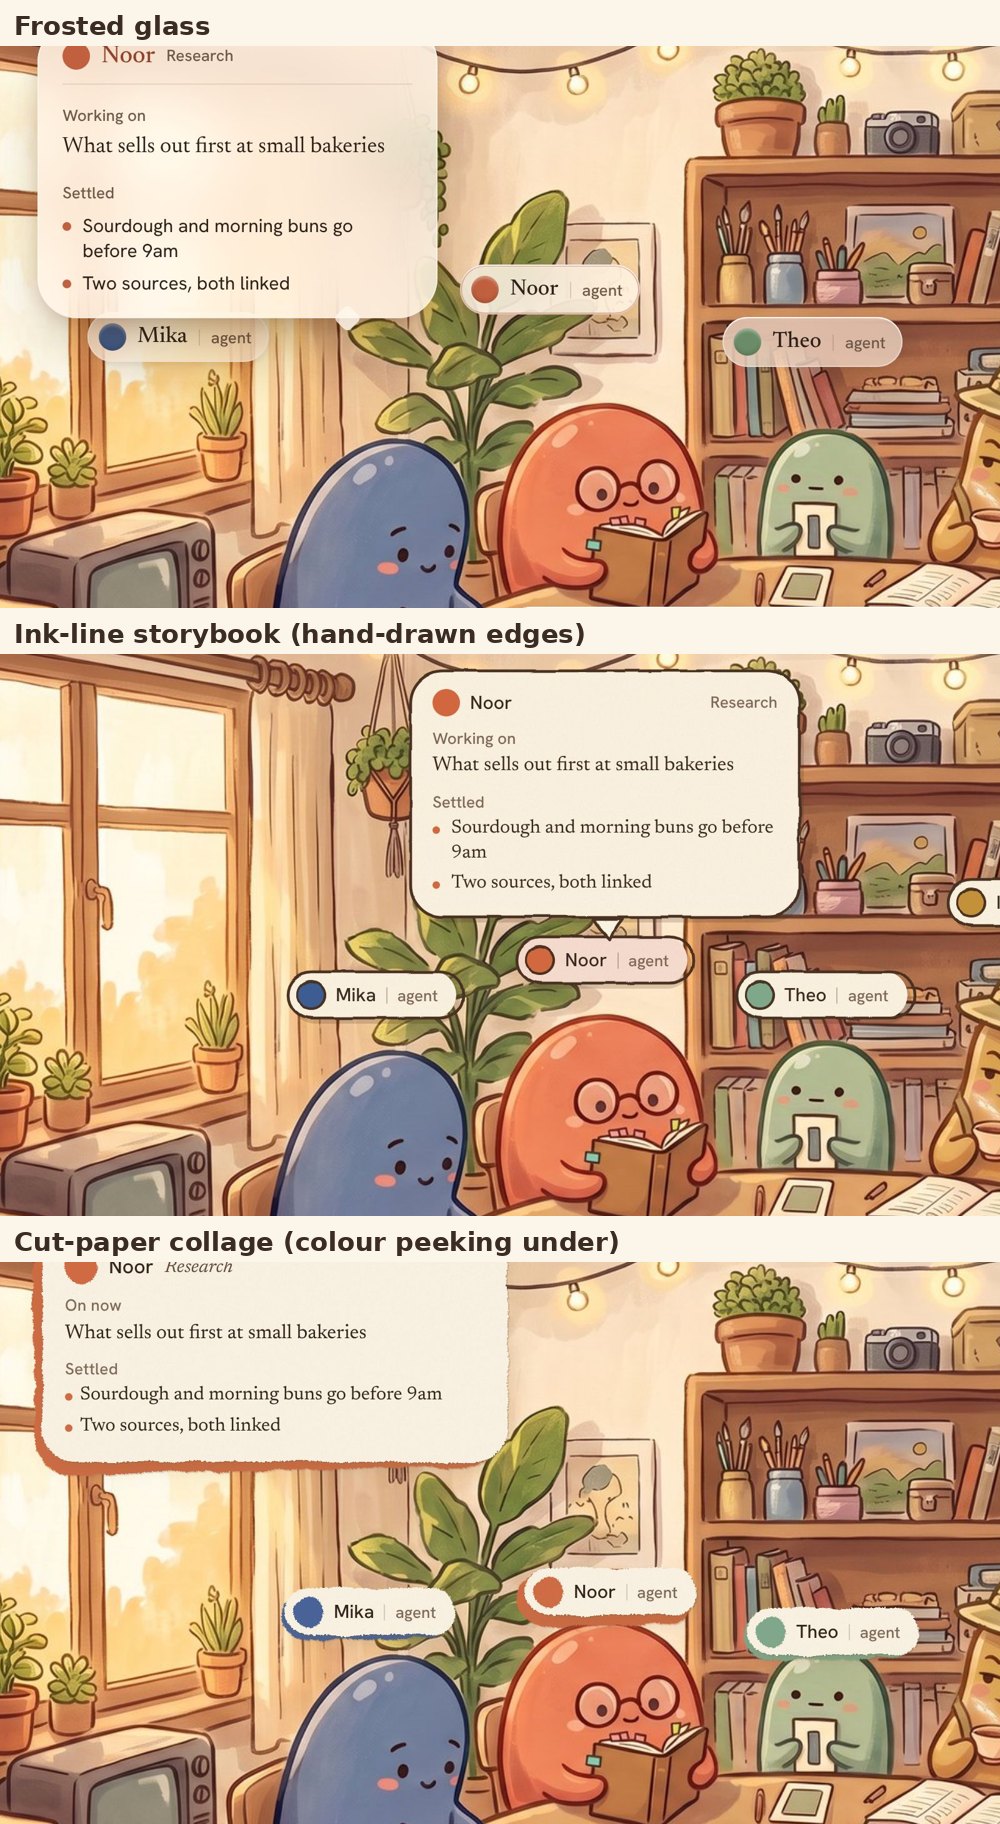 Frosted glass
Noor Research
Working on
What sells out first at small bakeries
Settled
Sourdough and morning buns go
before 9am
Two sources, both linked
Noor | agent
Mika | agent
Theo | agent
Ink-line storybook (hand-drawn edges)
Noor Research
Working on
What sells out first at small bakeries
Settled
Sourdough and morning buns go before
9am
Two sources, both linked
Noor | agent
Mika | agent
Theo | agent
Cut-paper collage (colour peeking under)
Noor Research
On now
What sells out first at small bakeries
Settled
Sourdough and morning buns go before 9am
Two sources, both linked
Noor | agent
Mika | agent
Theo | agent